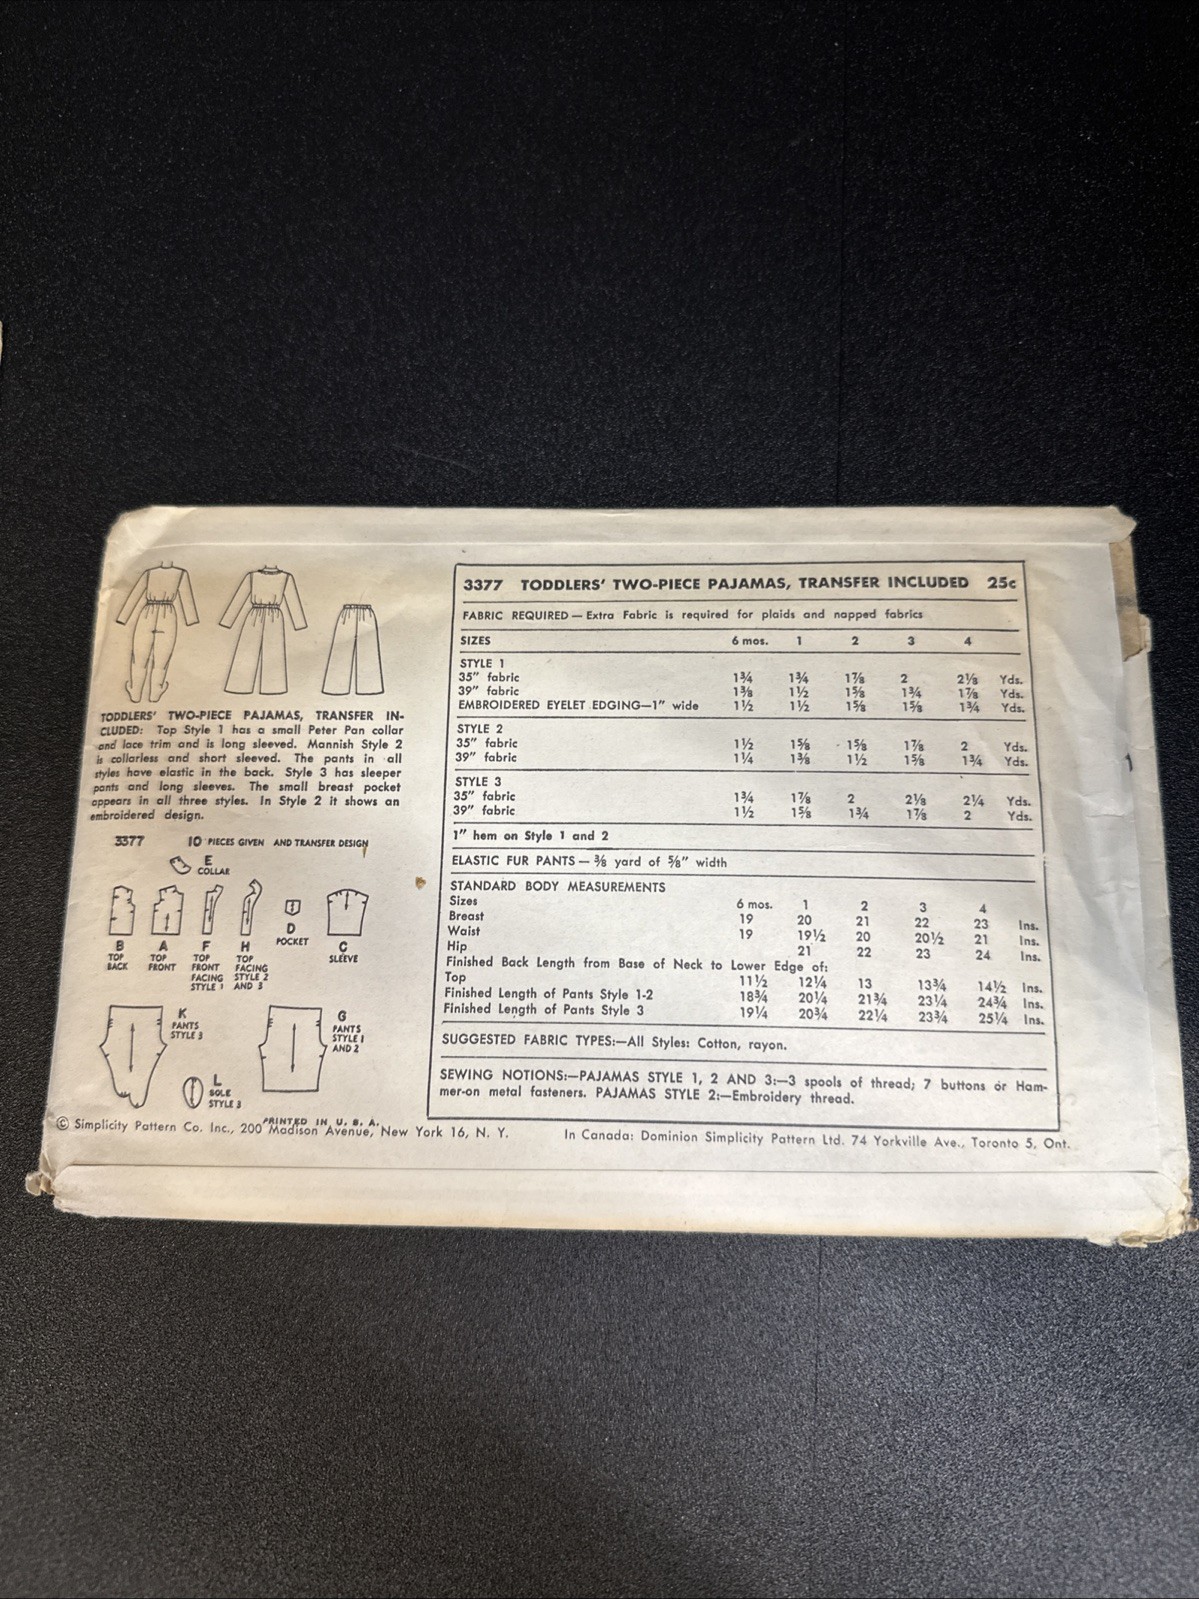 TODDLERS' TWO-PIECE PAJAMAS, TRANSFER IN-
CLUDED: Top Style 1 has a small Peter Pan collar
and lace trim and is long sleeved. Mannish Style 2
is collarless and short sleeved. The pants in all
styles have elastic in the back. Style 3 has sleeper
pants and long sleeves. The small breast pocket
appears in all three styles. In Style 2 it shows an
embroidered design.
3377 10 PIECES GIVEN AND TRANSFER DESIGN
E
COLLAR
B
TOP
BACK
A
TOP
FRONT
F
TOP
FRONT
FACING
STYLE 1
H
TOP
FACING
STYLE 2
AND 3
D
POCKET
C
SLEEVE
K
PANTS
STYLE 3
G
PANTS
STYLE 1
AND 2
L
SOLE
STYLE 3
3377 TODDLERS' TWO-PIECE PAJAMAS, TRANSFER INCLUDED 25c
FABRIC REQUIRED — Extra Fabric is required for plaids and napped fabrics
SIZES 6 mos. 1 2 3 4
STYLE 1
35" fabric 1¾ 1¾ 1⅞ 2 2⅛ Yds.
39" fabric 1⅜ 1½ 1⅝ 1¾ 1⅞ Yds.
EMBROIDERED EYELET EDGING—1" wide 1½ 1½ 1⅝ 1⅝ 1¾ Yds.
STYLE 2
35" fabric 1½ 1⅝ 1⅝ 1⅞ 2 Yds.
39" fabric 1¼ 1⅜ 1½ 1⅝ 1¾ Yds.
STYLE 3
35" fabric 1¾ 1⅞ 2 2⅛ 2¼ Yds.
39" fabric 1½ 1⅝ 1¾ 1⅞ 2 Yds.
1" hem on Style 1 and 2
ELASTIC FUR PANTS — ⅜ yard of ⅝" width
STANDARD BODY MEASUREMENTS
Sizes 6 mos. 1 2 3 4
Breast 19 20 21 22 23 Ins.
Waist 19 19½ 20 20½ 21 Ins.
Hip 21 22 23 24 Ins.
Finished Back Length from Base of Neck to Lower Edge of:
Top 11½ 12¼ 13 13¾ 14½ Ins.
Finished Length of Pants Style 1-2 18¾ 20¼ 21¾ 23¼ 24¾ Ins.
Finished Length of Pants Style 3 19¼ 20¾ 22¼ 23¾ 25¼ Ins.
SUGGESTED FABRIC TYPES:—All Styles: Cotton, rayon.
SEWING NOTIONS:—PAJAMAS STYLE 1, 2 AND 3:—3 spools of thread; 7 buttons or Ham-
mer-on metal fasteners. PAJAMAS STYLE 2:—Embroidery thread.
PRINTED IN U. S. A.
© Simplicity Pattern Co. Inc., 200 Madison Avenue, New York 16, N. Y. In Canada: Dominion Simplicity Pattern Ltd. 74 Yorkville Ave., Toronto 5, Ont.